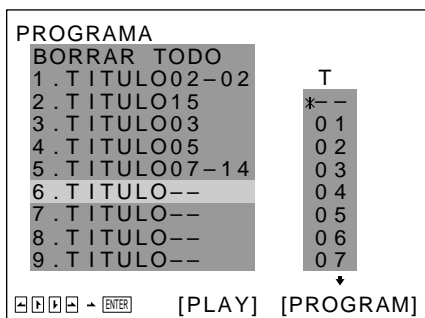 PROGRAMA
BORRAR TODO
1.TITULO02–02 T
2.TITULO15 *– –
3.TITULO03 01
4.TITULO05 02
5.TITULO07–14 03
6.TITULO–– 04
7.TITULO–– 05
8.TITULO–– 06
9.TITULO–– 07
ENTER [PLAY] [PROGRAM]